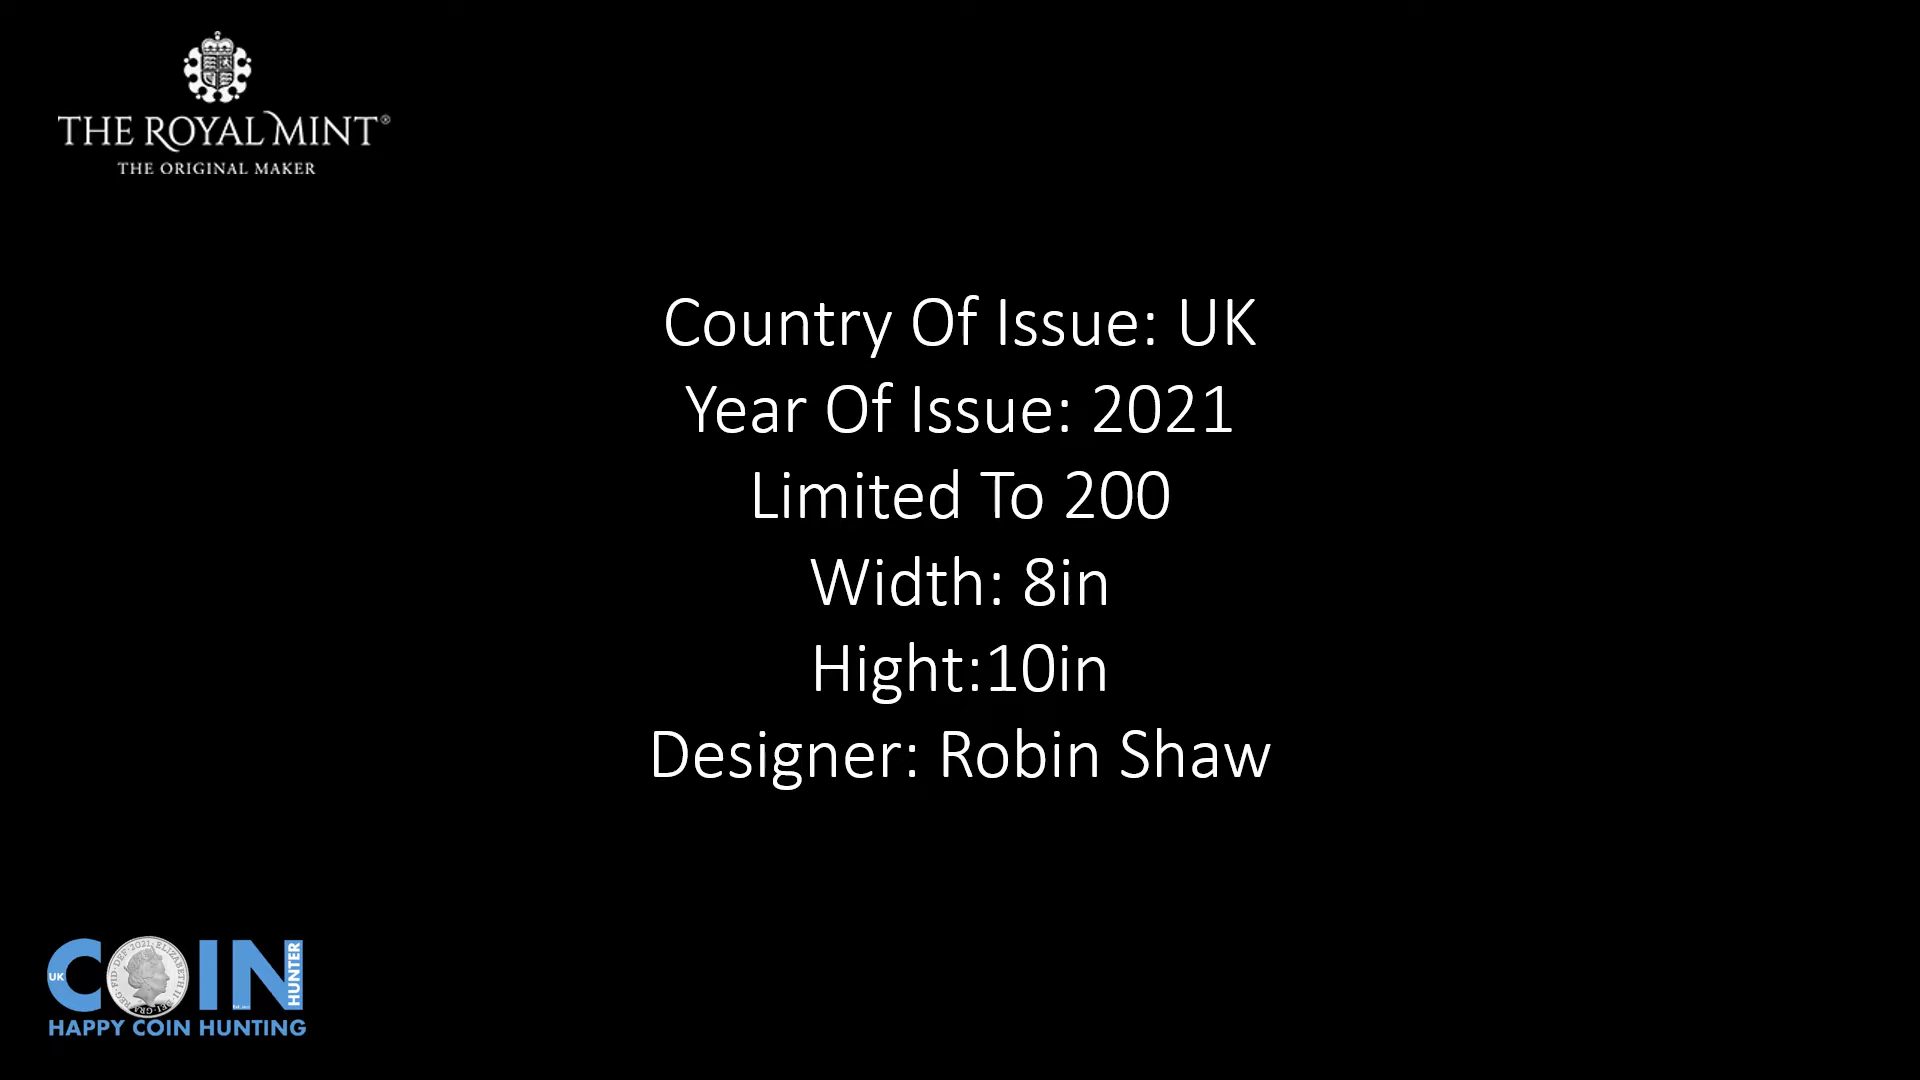 THE ROYAL MINT®
THE ORIGINAL MAKER
Country Of Issue: UK
Year Of Issue: 2021
Limited To 200
Width: 8in
Hight:10in
Designer: Robin Shaw
UK COIN HUNTER
HAPPY COIN HUNTING